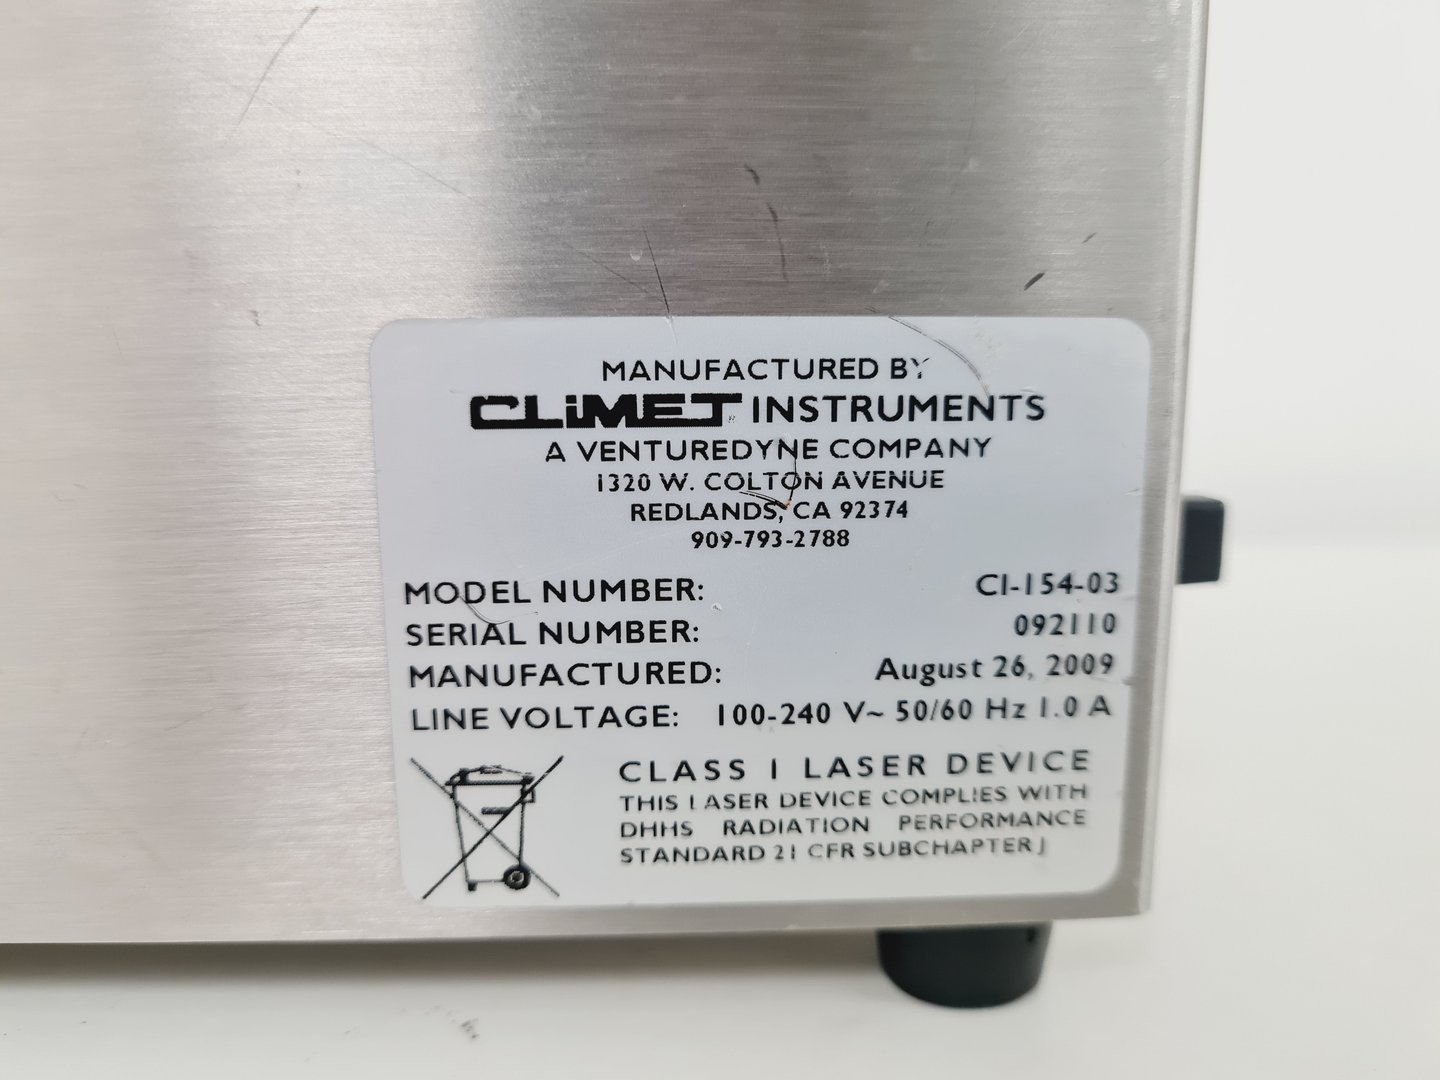 MANUFACTURED BY
CLiMET® INSTRUMENTS
A VENTUREDYNE COMPANY
1320 W. COLTON AVENUE
REDLANDS, CA 92374
909-793-2788
MODEL NUMBER: CI-154-03
SERIAL NUMBER: 092110
MANUFACTURED: August 26, 2009
LINE VOLTAGE: 100-240 V~ 50/60 Hz 1.0 A
CLASS 1 LASER DEVICE
THIS LASER DEVICE COMPLIES WITH
DHHS RADIATION PERFORMANCE
STANDARD 21 CFR SUBCHAPTER J